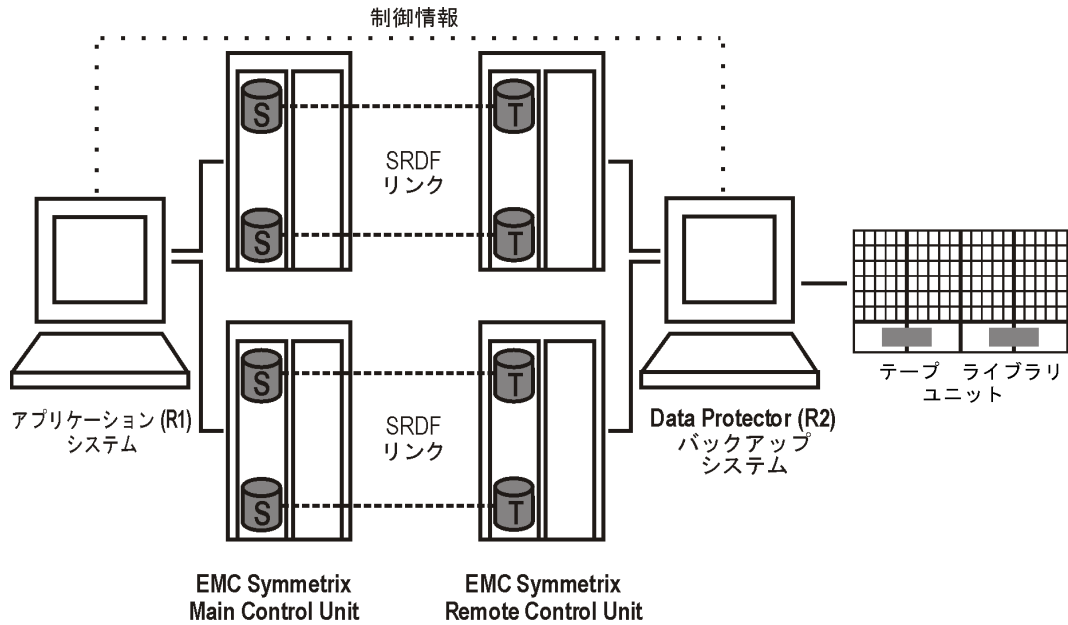 制御情報
S
T
SRDF
リンク
S
T
S
T
SRDF
リンク
S
T
アプリケーション (R1)
システム
Data Protector (R2)
バックアップ
システム
テープ ライブラリ
ユニット
EMC Symmetrix
Main Control Unit
EMC Symmetrix
Remote Control Unit